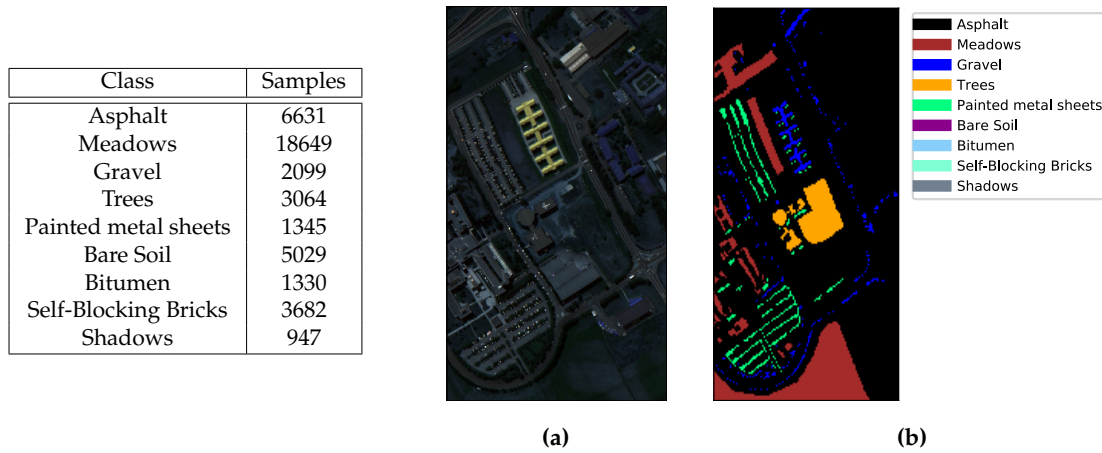 Class Samples
Asphalt 6631
Meadows 18649
Gravel 2099
Trees 3064
Painted metal sheets 1345
Bare Soil 5029
Bitumen 1330
Self-Blocking Bricks 3682
Shadows 947
Asphalt
Meadows
Gravel
Trees
Painted metal sheets
Bare Soil
Bitumen
Self-Blocking Bricks
Shadows
(a)
(b)